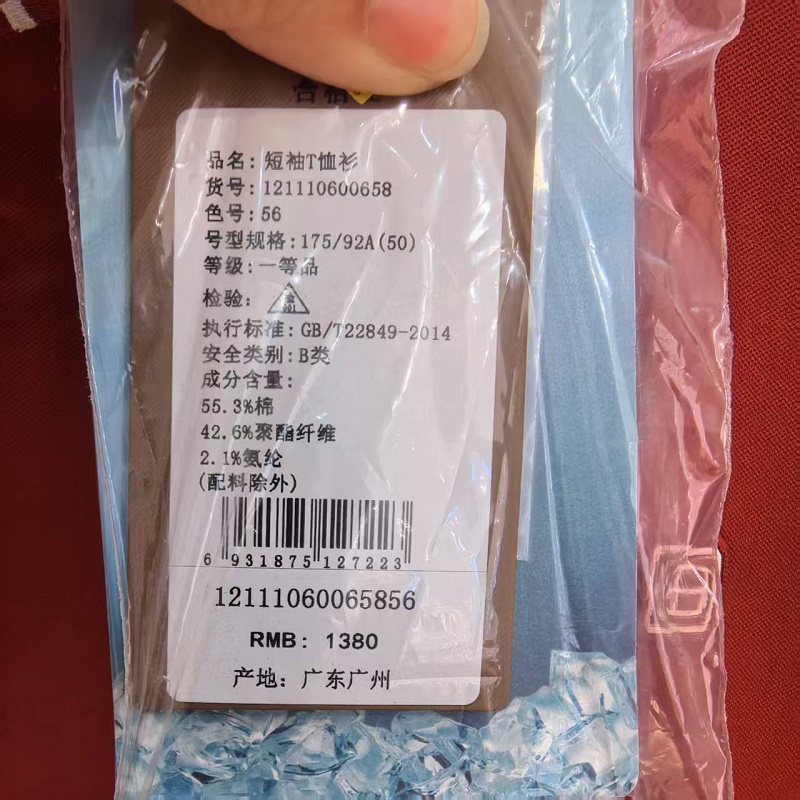 品名: 短袖T恤衫
货号:121110600658
色号:56
号型规格:175/92A(50)
等级:一等品
检验:
执行标准:GB/T22849-2014
安全类别:B类
成分含量:
55.3%棉
42.6%聚酯纤维
2.1%氨纶
(配料除外)
6 931875 127223
12111060065856
RMB: 1380
产地: 广东广州